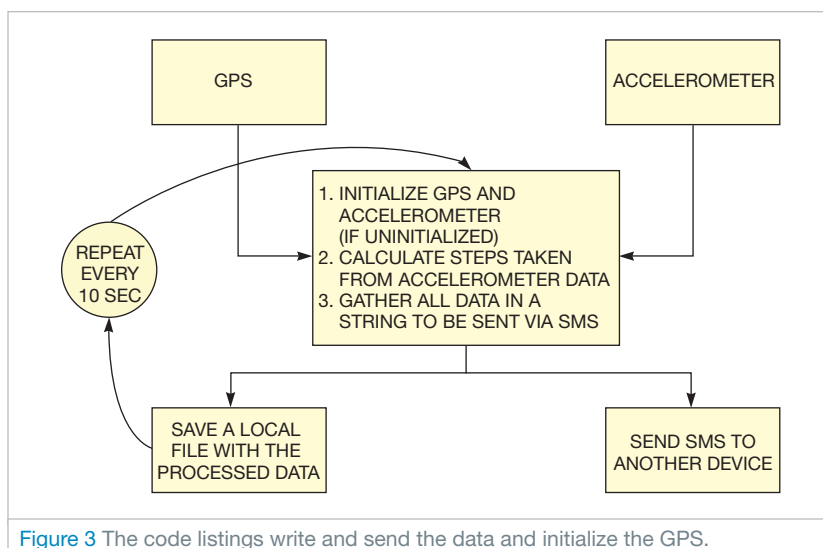 GPS
ACCELEROMETER
1. INITIALIZE GPS AND
ACCELEROMETER
(IF UNINITIALIZED)
2. CALCULATE STEPS TAKEN
FROM ACCELEROMETER DATA
3. GATHER ALL DATA IN A
STRING TO BE SENT VIA SMS
REPEAT
EVERY
10 SEC
SAVE A LOCAL
FILE WITH THE
PROCESSED DATA
SEND SMS TO
ANOTHER DEVICE
Figure 3 The code listings write and send the data and initialize the GPS.